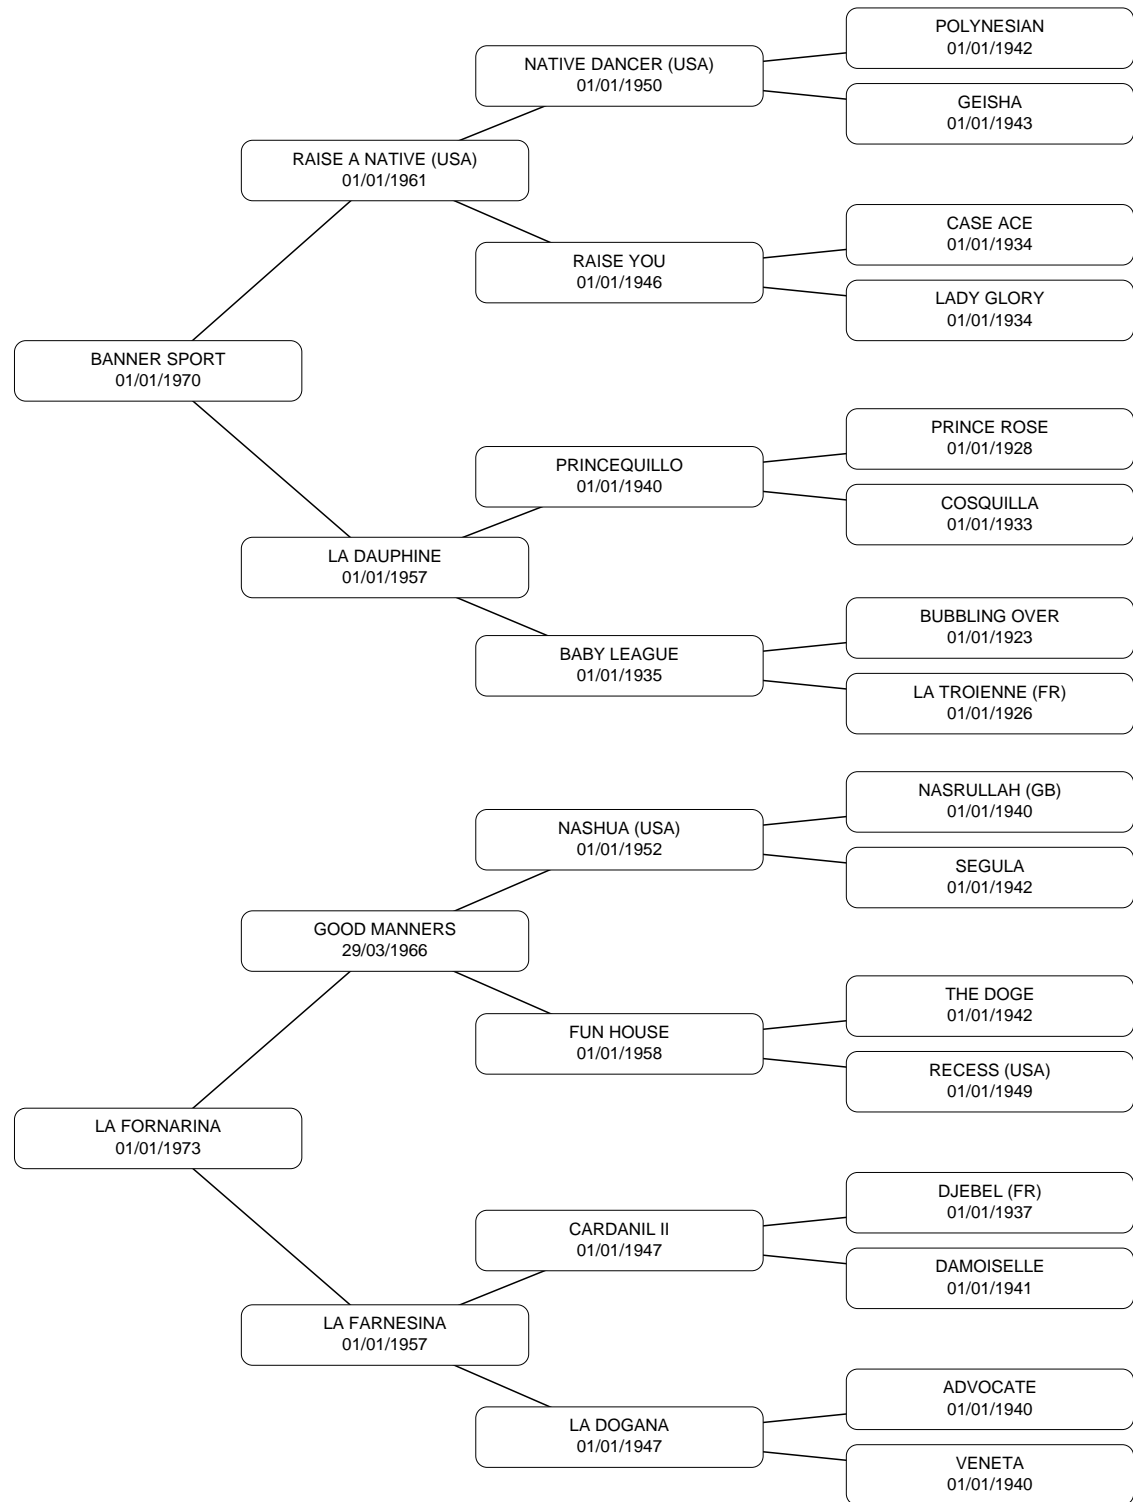 POLYNESIAN
01/01/1942
NATIVE DANCER (USA)
01/01/1950
GEISHA
01/01/1943
RAISE A NATIVE (USA)
01/01/1961
CASE ACE
01/01/1934
RAISE YOU
01/01/1946
LADY GLORY
01/01/1934
BANNER SPORT
01/01/1970
PRINCE ROSE
01/01/1928
PRINCEQUILLO
01/01/1940
COSQUILLA
01/01/1933
LA DAUPHINE
01/01/1957
BUBBLING OVER
01/01/1923
BABY LEAGUE
01/01/1935
LA TROIENNE (FR)
01/01/1926
NASRULLAH (GB)
01/01/1940
NASHUA (USA)
01/01/1952
SEGULA
01/01/1942
GOOD MANNERS
29/03/1966
THE DOGE
01/01/1942
FUN HOUSE
01/01/1958
RECESS (USA)
01/01/1949
LA FORNARINA
01/01/1973
DJEBEL (FR)
01/01/1937
CARDANIL II
01/01/1947
DAMOISELLE
01/01/1941
LA FARNESINA
01/01/1957
ADVOCATE
01/01/1940
LA DOGANA
01/01/1947
VENETA
01/01/1940